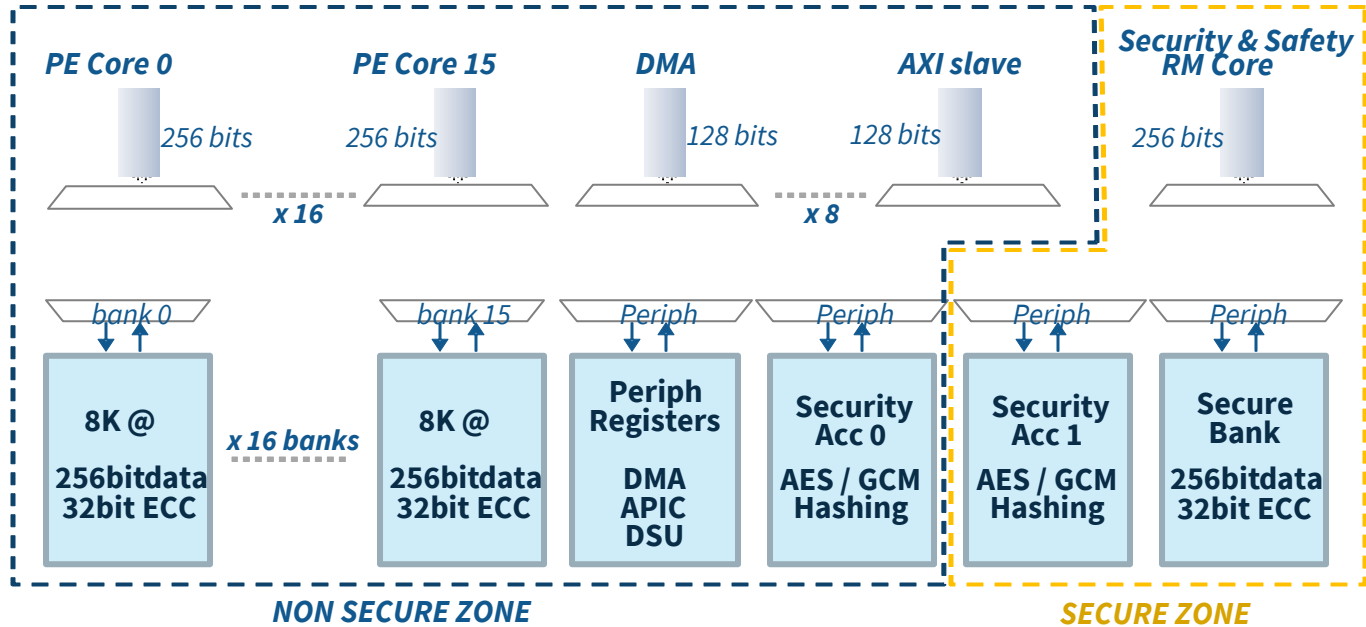 PE Core 0
PE Core 15
DMA
AXI slave
Security & Safety
RM Core
256 bits
256 bits
128 bits
128 bits
256 bits
x 16
x 8
bank 0
bank 15
Periph
Periph
Periph
Periph
8K @
256bitdata
32bit ECC
x 16 banks
8K @
256bitdata
32bit ECC
Periph
Registers
DMA
APIC
DSU
Security
Acc 0
AES / GCM
Hashing
Security
Acc 1
AES / GCM
Hashing
Secure
Bank
256bitdata
32bit ECC
NON SECURE ZONE
SECURE ZONE